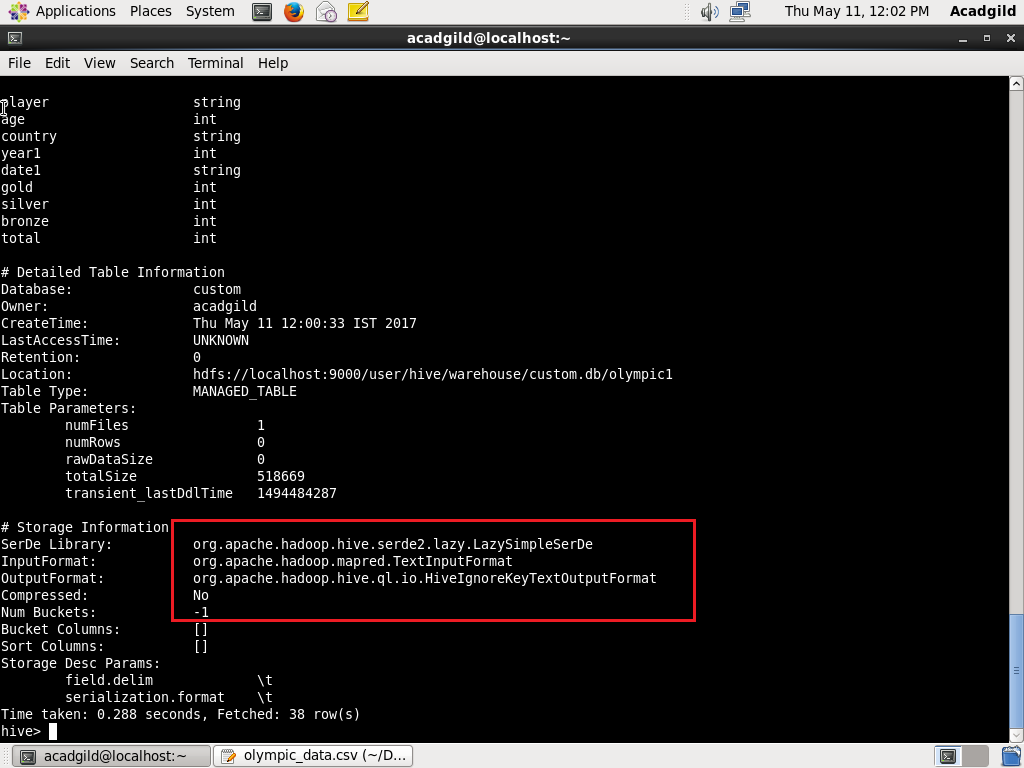 Applications Places System Thu May 11, 12:02 PM Acadgild
acadgild@localhost:~
File Edit View Search Terminal Help
player string
age int
country string
year1 int
date1 string
gold int
silver int
bronze int
total int
# Detailed Table Information
Database: custom
Owner: acadgild
CreateTime: Thu May 11 12:00:33 IST 2017
LastAccessTime: UNKNOWN
Retention: 0
Location: hdfs://localhost:9000/user/hive/warehouse/custom.db/olympic1
Table Type: MANAGED_TABLE
Table Parameters:
numFiles 1
numRows 0
rawDataSize 0
totalSize 518669
transient_lastDdlTime 1494484287
# Storage Information
SerDe Library: org.apache.hadoop.hive.serde2.lazy.LazySimpleSerDe
InputFormat: org.apache.hadoop.mapred.TextInputFormat
OutputFormat: org.apache.hadoop.hive.ql.io.HiveIgnoreKeyTextOutputFormat
Compressed: No
Num Buckets: -1
Bucket Columns: []
Sort Columns: []
Storage Desc Params:
field.delim \t
serialization.format \t
Time taken: 0.288 seconds, Fetched: 38 row(s)
hive>
acadgild@localhost:~ olympic_data.csv (~/D...